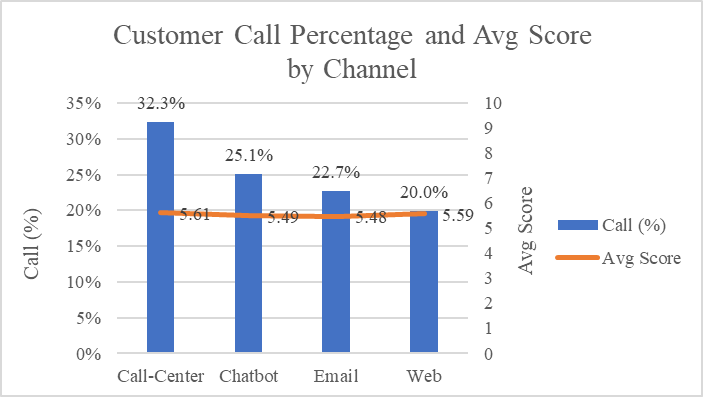 Customer Call Percentage and Avg Score
by Channel
35%
30%
25%
20%
15%
10%
5%
0%
Call (%)
32.3%
25.1%
22.7%
20.0%
5.61
5.49
5.48
5.59
10
9
8
7
6
5
4
3
2
1
0
Avg Score
Call-Center
Chatbot
Email
Web
Call (%)
Avg Score